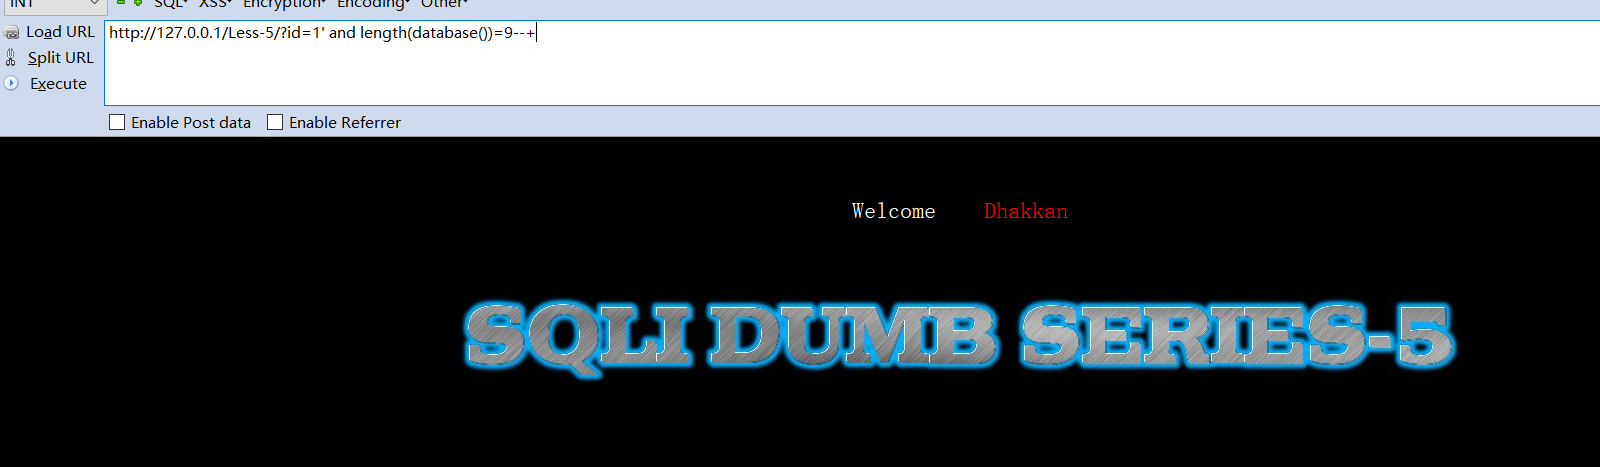 INT SQL XSS Encryption Encoding Other
Load URL http://127.0.0.1/Less-5/?id=1' and length(database())=9--+
Split URL
Execute
Enable Post data Enable Referrer
Welcome Dhakkan
SQLI DUMB SERIES-5